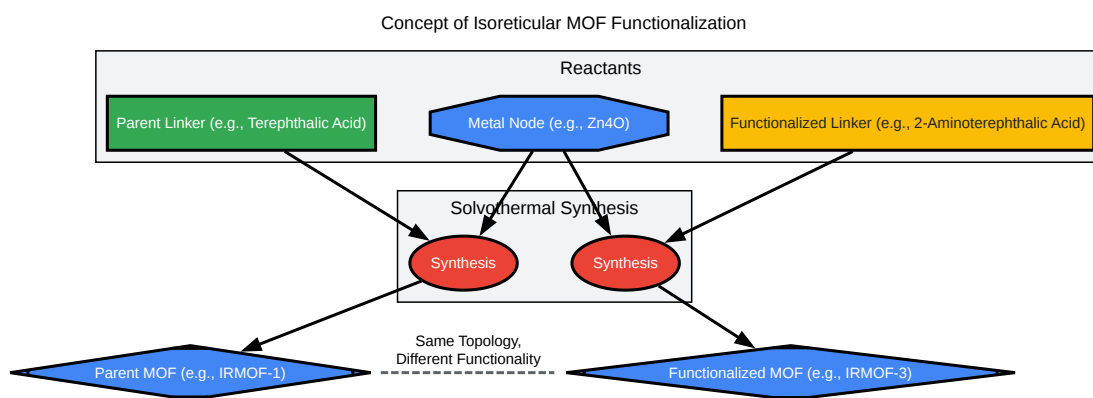 Concept of Isoreticular MOF Functionalization
Reactants
Parent Linker (e.g., Terephthalic Acid)
Metal Node (e.g., Zn4O)
Functionalized Linker (e.g., 2-Aminoterephthalic Acid)
Solvothermal Synthesis
Synthesis
Synthesis
Same Topology,
Different Functionality
Parent MOF (e.g., IRMOF-1)
Functionalized MOF (e.g., IRMOF-3)